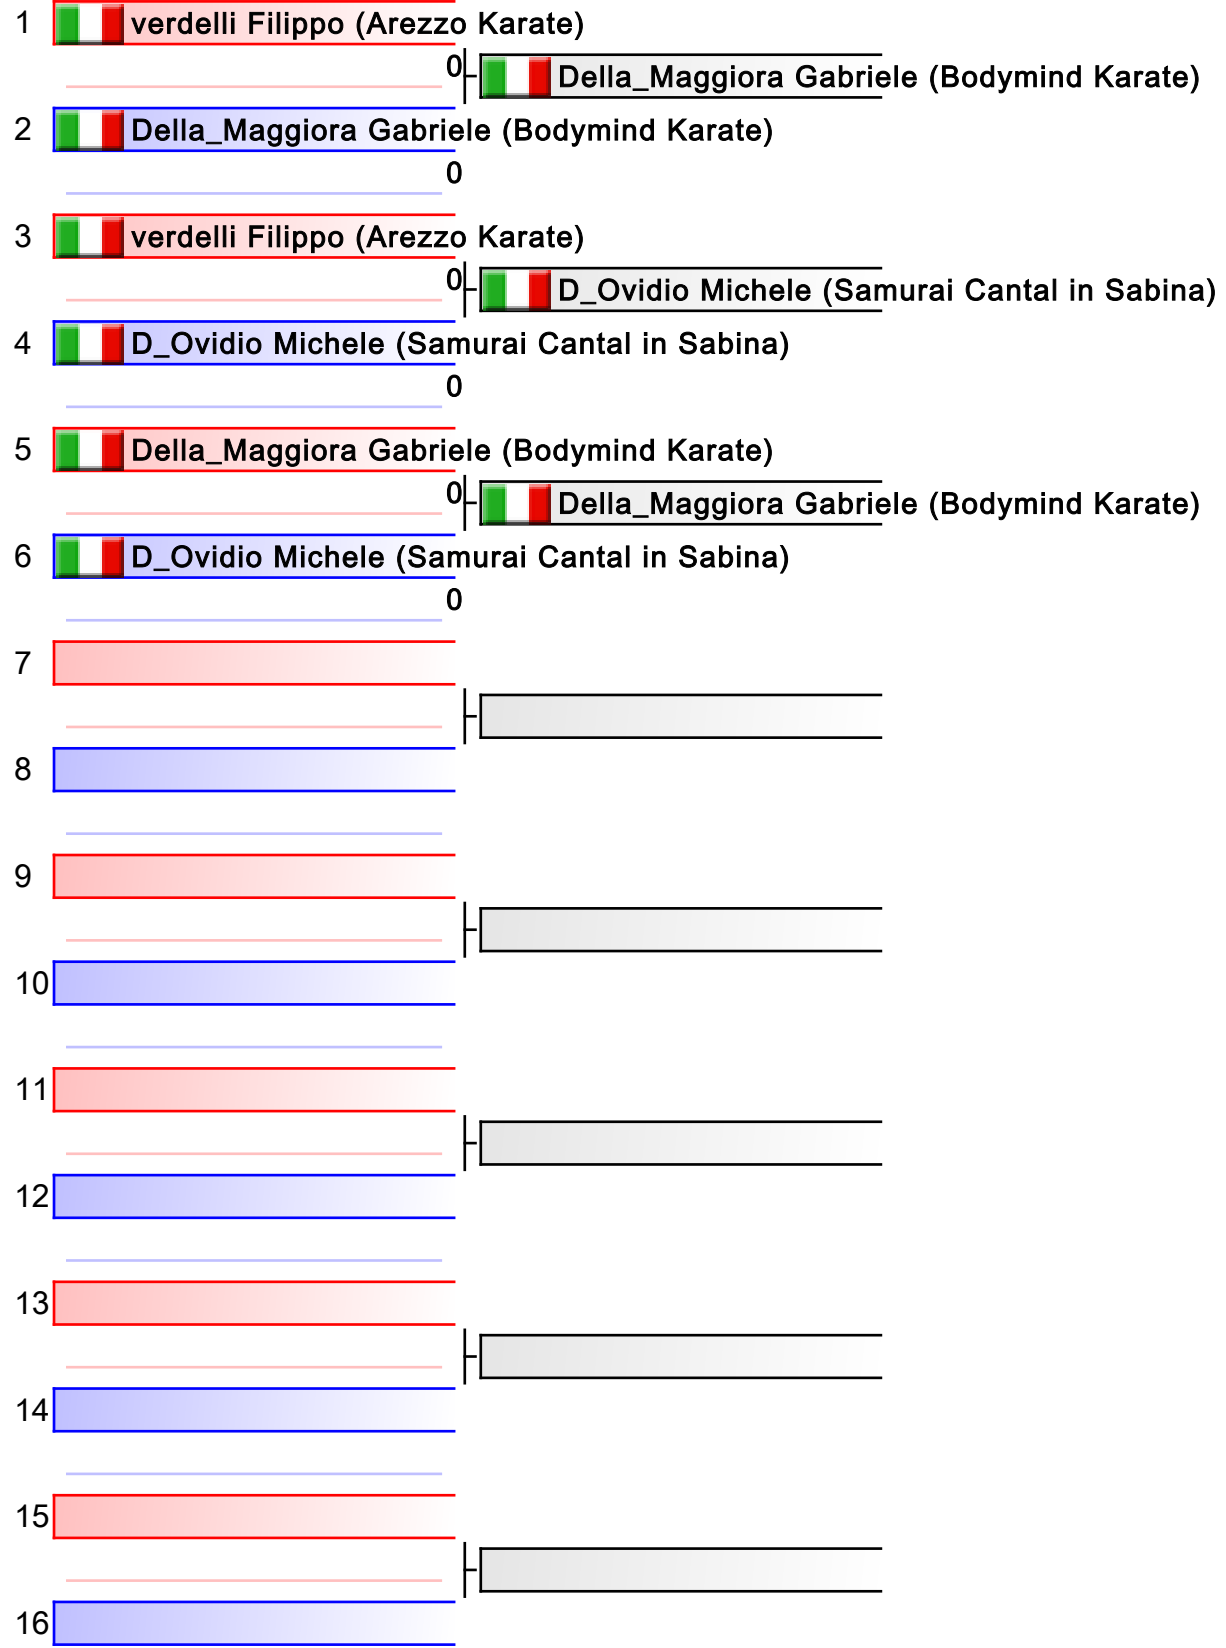 1 verdelli Filippo (Arezzo Karate)
0 Della_Maggiora Gabriele (Bodymind Karate)
2 Della_Maggiora Gabriele (Bodymind Karate)
0
3 verdelli Filippo (Arezzo Karate)
0 D_Ovidio Michele (Samurai Cantal in Sabina)
4 D_Ovidio Michele (Samurai Cantal in Sabina)
0
5 Della_Maggiora Gabriele (Bodymind Karate)
0 Della_Maggiora Gabriele (Bodymind Karate)
6 D_Ovidio Michele (Samurai Cantal in Sabina)
0
7
8
9
10
11
12
13
14
15
16